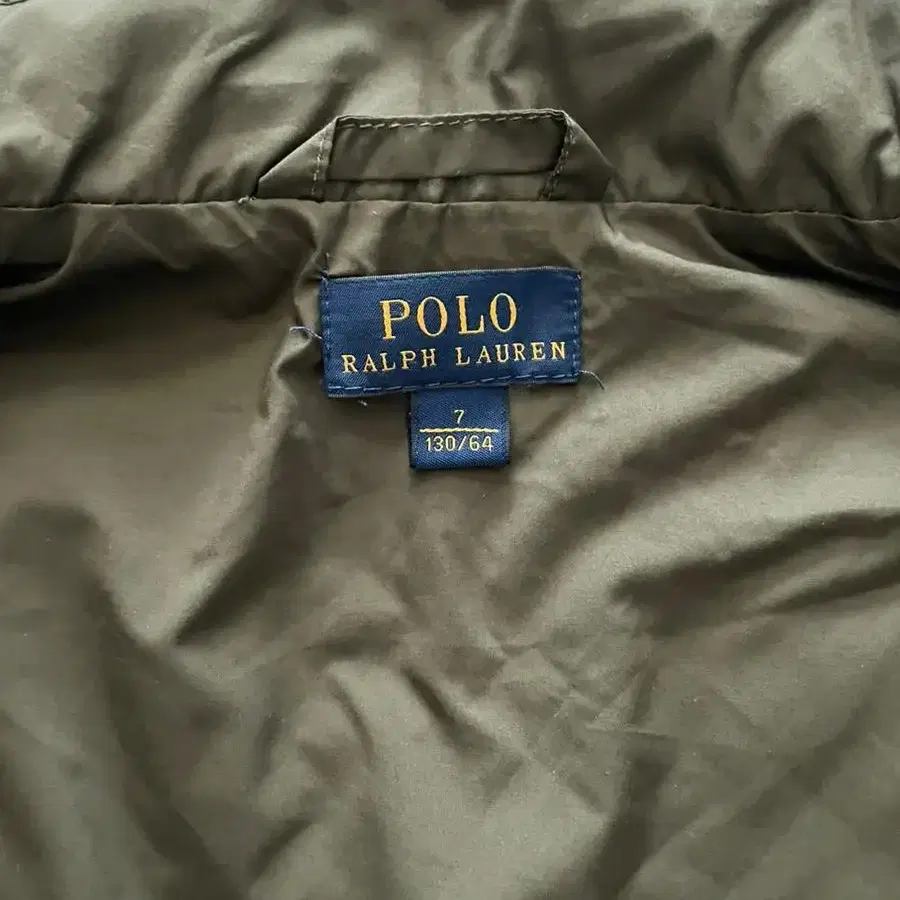 POLO
RALPH LAUREN
7
130/64